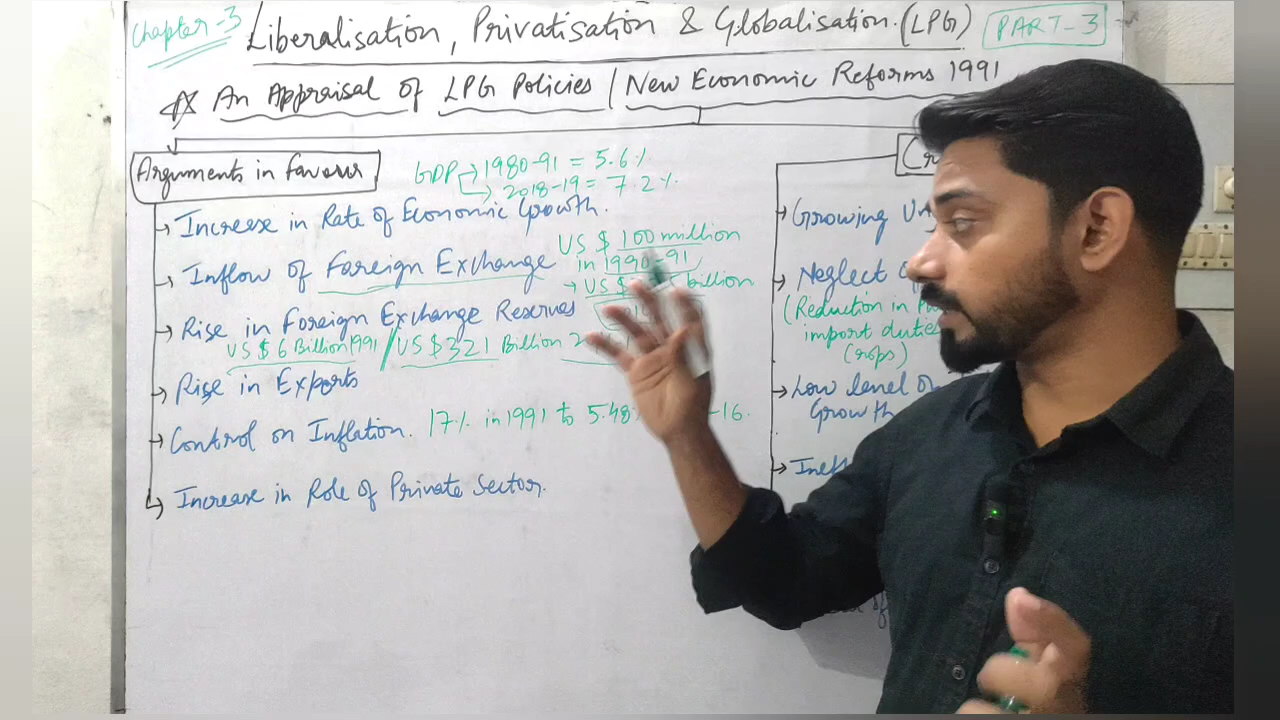 Chapter-3
Liberalisation, Privatisation & Globalisation. (LPG)
PART-3
An Appraisal of LPG Policies / New Economic Reforms 1991
Arguments in favour
GDP → 1980-91 = 5.6%
→ 2018-19 = 7.2%.
→ Increase in Rate of Economic Growth.
→ Inflow of Foreign Exchange
US $ 100 million
in 1990-91
→ US $ billion
→ Rise in Foreign Exchange Reserves
US $ 6 Billion 1991 / US $ 321 Billion
→ Rise in Exports
→ Control on Inflation. 17% in 1991 to 5.48 -16.
→ Increase in Role of Private Sector.
→ Growing
→ Neglect
(Reduction in
import duties
(crops)
→ Low level
Growth